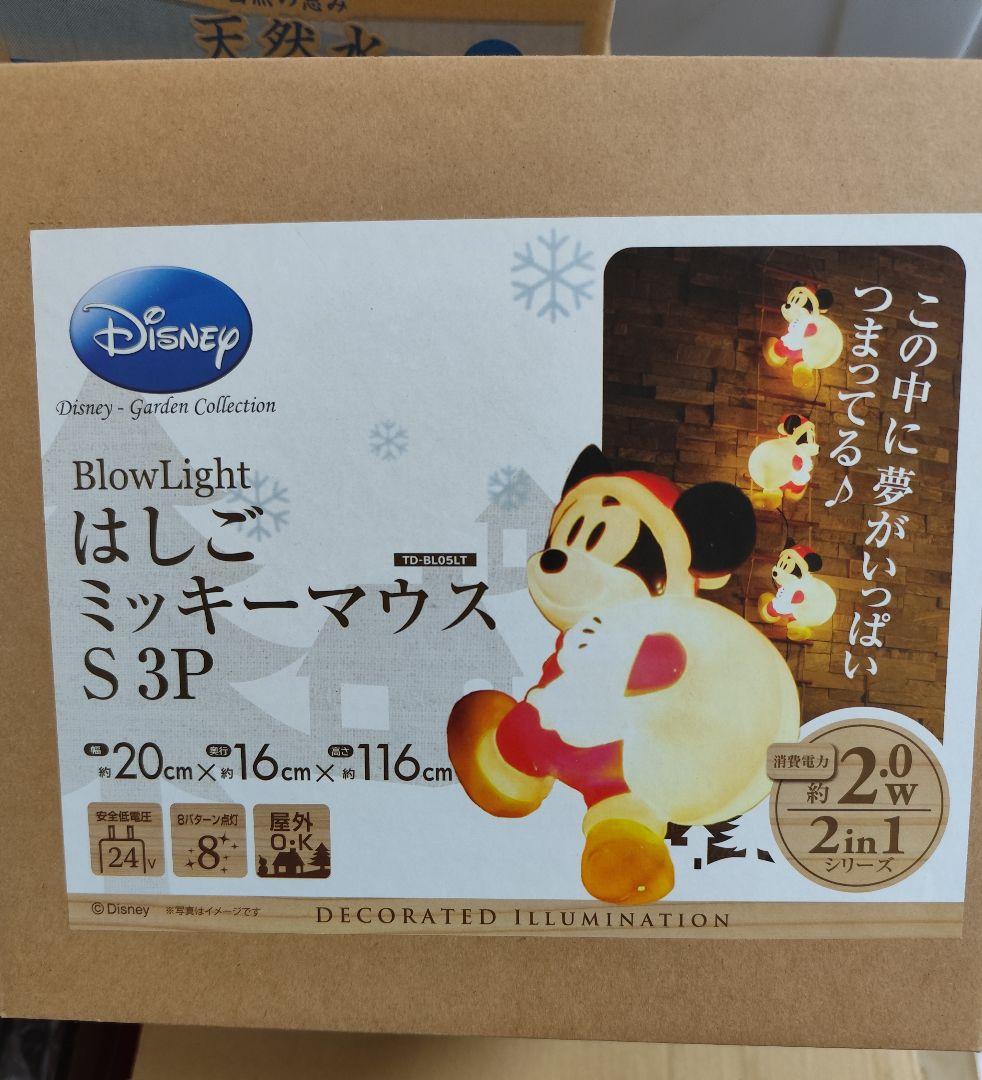 天然水
Disney
Disney - Garden Collection
BlowLight
はしご
TD-BL05LT
ミッキーマウス
S 3P
幅約20cm×奥行約16cm×高さ約116cm
安全低電圧
24V
8パターン点灯
8
屋外
O.K
この中に夢がいっぱい
つまってる♪
消費電力
約2.0W
2in1
シリーズ
©Disney ※写真はイメージです
DECORATED ILLUMINATION